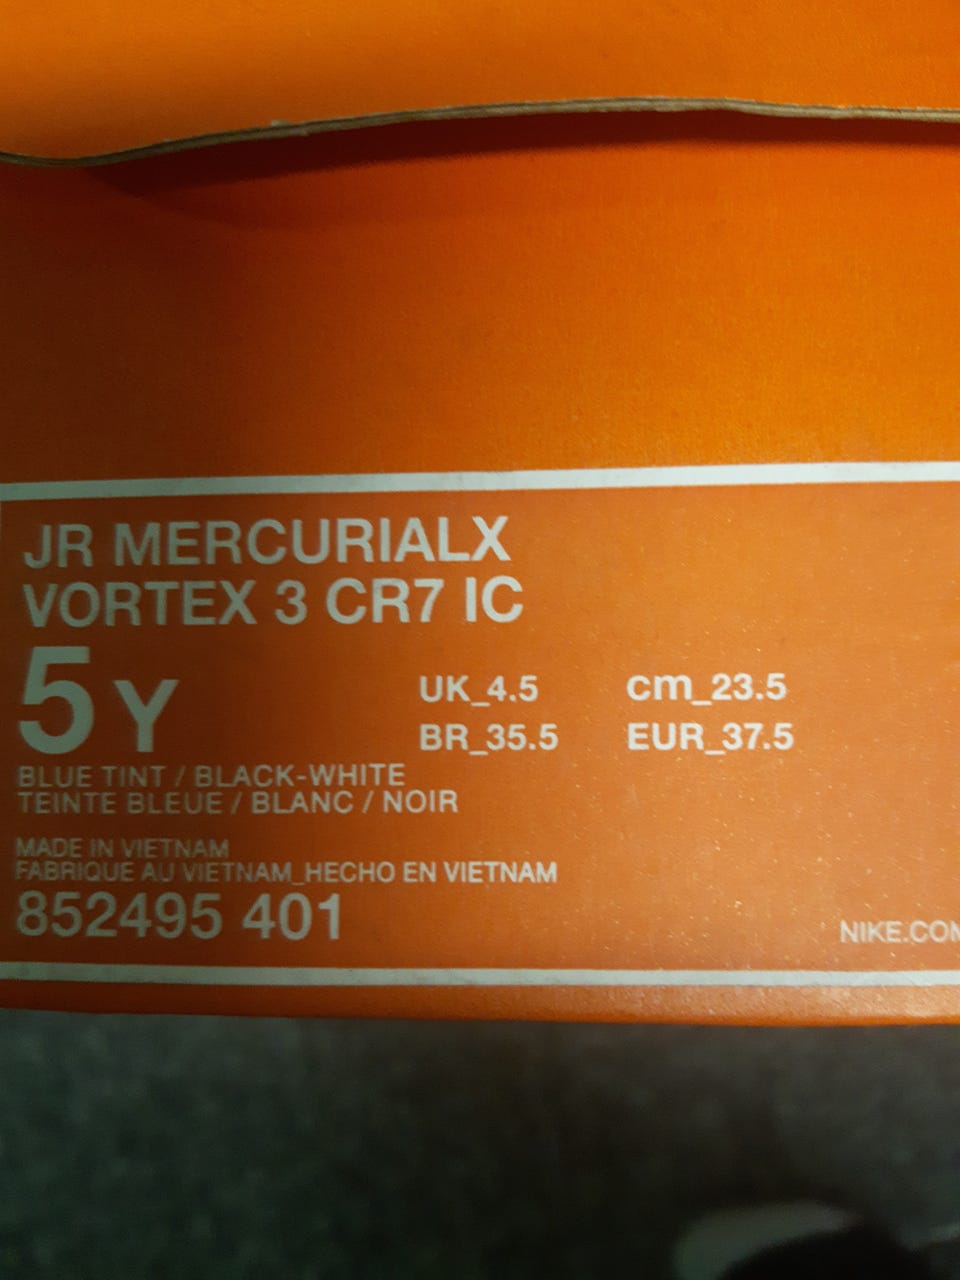 JR MERCURIALX
VORTEX 3 CR7 IC
5Y
UK_4.5 cm_23.5
BR_35.5 EUR_37.5
BLUE TINT / BLACK-WHITE
TEINTE BLEUE / BLANC / NOIR
MADE IN VIETNAM
FABRIQUE AU VIETNAM_HECHO EN VIETNAM
852495 401
NIKE.COM